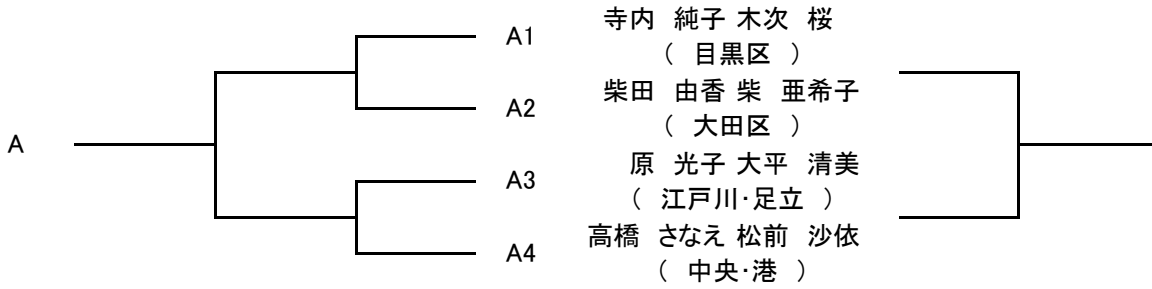 A
A1 寺内 純子 木次 桜
( 目黒区 )
A2 柴田 由香 柴 亜希子
( 大田区 )
A3 原 光子 大平 清美
( 江戸川·足立 )
A4 高橋 さなえ 松前 沙依
( 中央·港 )